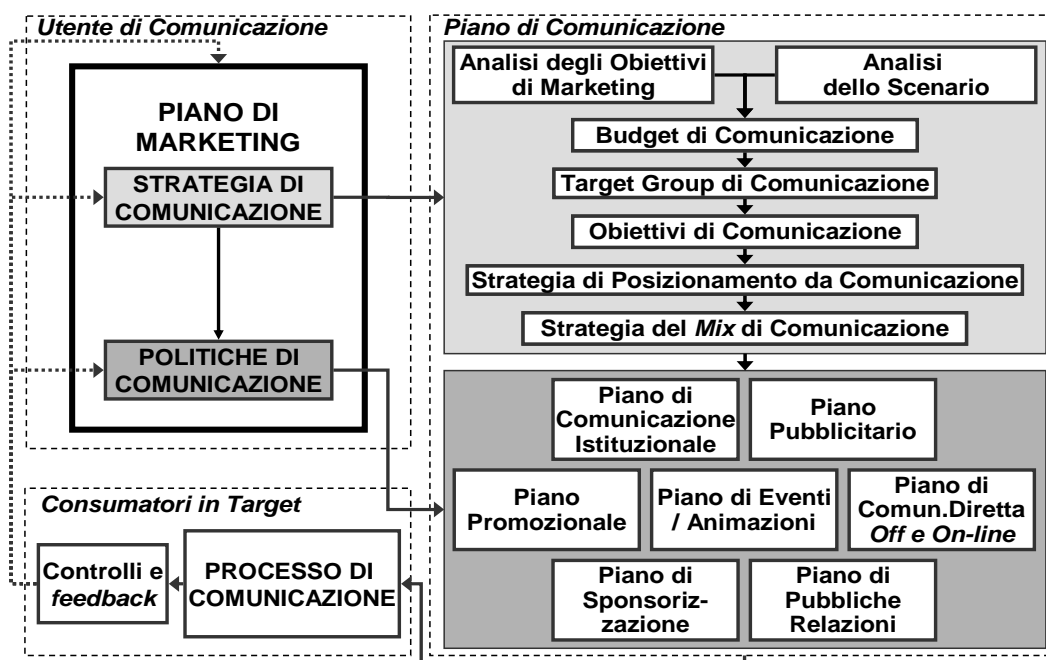 Utente di Comunicazione
PIANO DI
MARKETING
STRATEGIA DI
COMUNICAZIONE
POLITICHE DI
COMUNICAZIONE
Consumatori in Target
Controlli e
feedback
PROCESSO DI
COMUNICAZIONE
Piano di Comunicazione
Analisi degli Obiettivi
di Marketing
Analisi
dello Scenario
Budget di Comunicazione
Target Group di Comunicazione
Obiettivi di Comunicazione
Strategia di Posizionamento da Comunicazione
Strategia del Mix di Comunicazione
Piano di
Comunicazione
Istituzionale
Piano
Pubblicitario
Piano
Promozionale
Piano di Eventi
/ Animazioni
Piano di
Comun.Diretta
Off e On-line
Piano di
Sponsoriz-
zazione
Piano di
Pubbliche
Relazioni